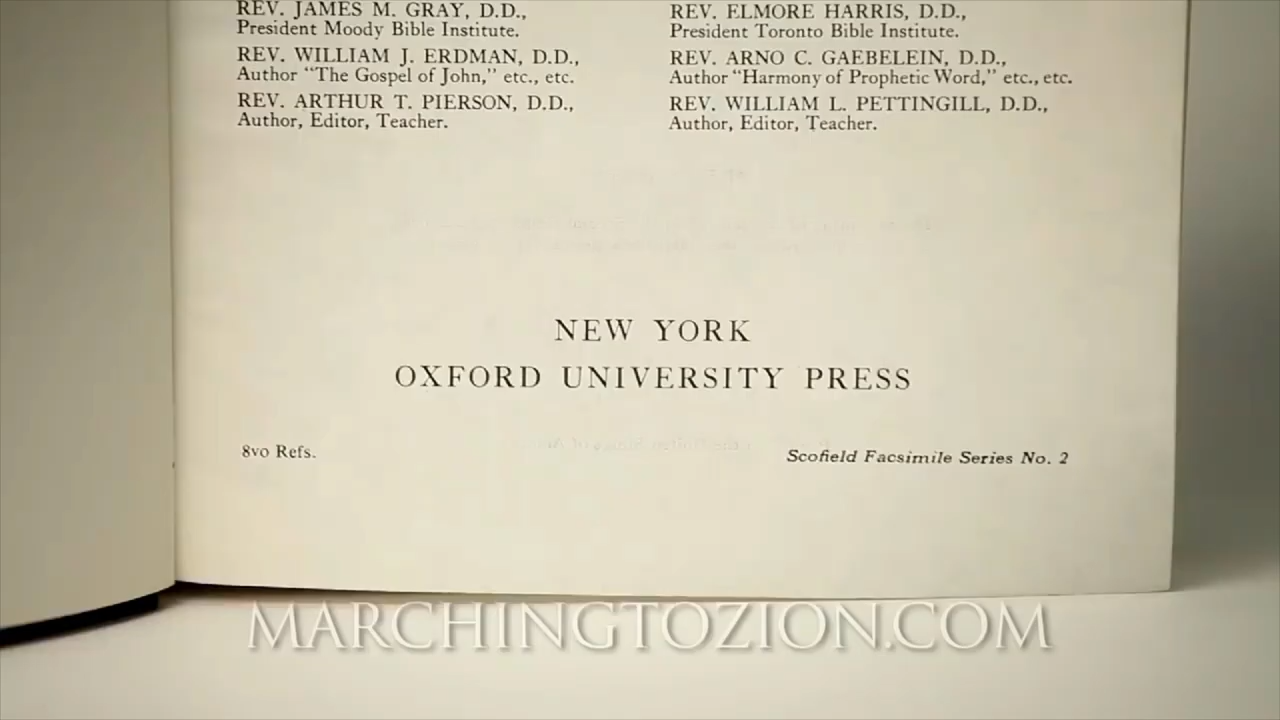 REV. JAMES M. GRAY, D.D.,
President Moody Bible Institute.
REV. WILLIAM J. ERDMAN, D.D.,
Author "The Gospel of John," etc., etc.
REV. ARTHUR T. PIERSON, D.D.,
Author, Editor, Teacher.
REV. ELMORE HARRIS, D.D.,
President Toronto Bible Institute.
REV. ARNO C. GAEBELEIN, D.D.,
Author "Harmony of Prophetic Word," etc., etc.
REV. WILLIAM L. PETTINGILL, D.D.,
Author, Editor, Teacher.
NEW YORK
OXFORD UNIVERSITY PRESS
8vo Refs.
Scofield Facsimile Series No. 2
MARCHINGTOZION.COM